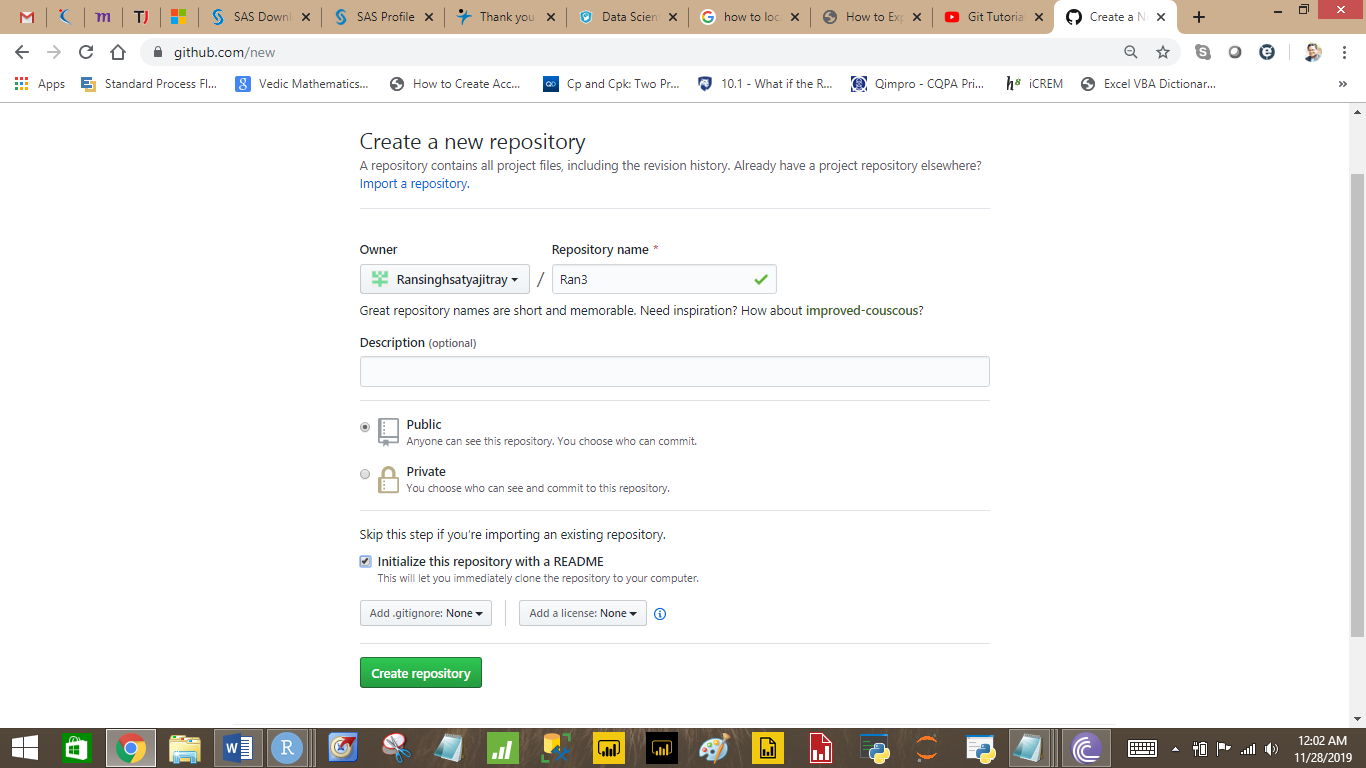 SAS Downl
SAS Profile
Thank you
Data Scien
how to loc
How to Exp
Git Tutorial
Create a N
github.com/new
Apps
Standard Process Fl...
Vedic Mathematics...
How to Create Acc...
Cp and Cpk: Two Pr...
10.1 - What if the R...
Qimpro - CQPA Pri...
iCREM
Excel VBA Dictionar...
»
Create a new repository
A repository contains all project files, including the revision history. Already have a project repository elsewhere?
Import a repository.
Owner
Repository name *
Ransinghsatyajitray
/
Ran3
Great repository names are short and memorable. Need inspiration? How about improved-couscous?
Description (optional)
Public
Anyone can see this repository. You choose who can commit.
Private
You choose who can see and commit to this repository.
Skip this step if you're importing an existing repository.
Initialize this repository with a README
This will let you immediately clone the repository to your computer.
Add .gitignore: None
Add a license: None
Create repository
12:02 AM
11/28/2019